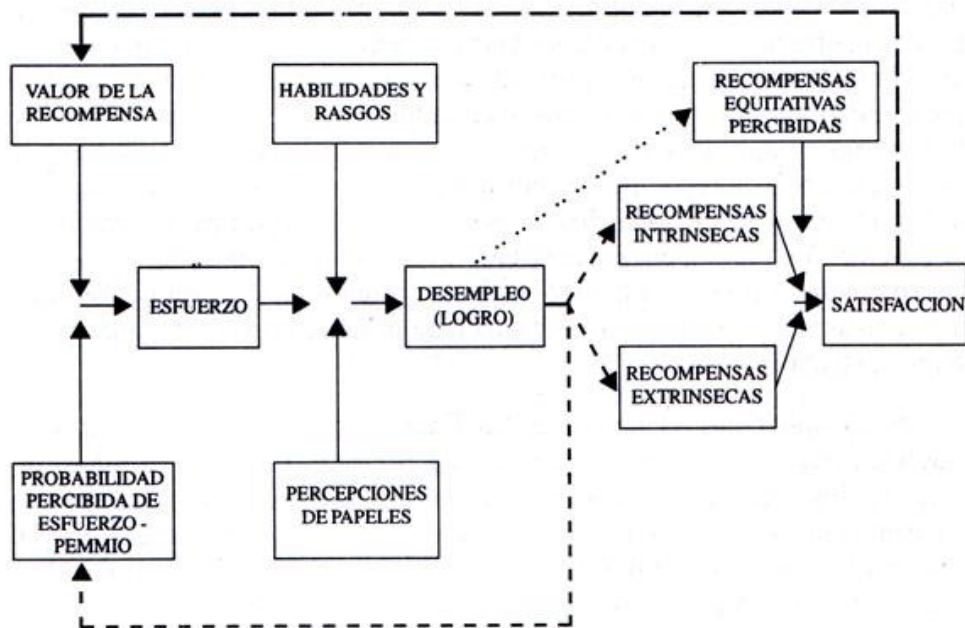 VALOR DE LA
RECOMPENSA
HABILIDADES Y
RASGOS
RECOMPENSAS
EQUITATIVAS
PERCIBIDAS
RECOMPENSAS
INTRINSECAS
ESFUERZO
DESEMPLEO
(LOGRO)
SATISFACCION
RECOMPENSAS
EXTRINSECAS
PROBABILIDAD
PERCIBIDA DE
ESFUERZO -
PEMMIO
PERCEPCIONES
DE PAPELES